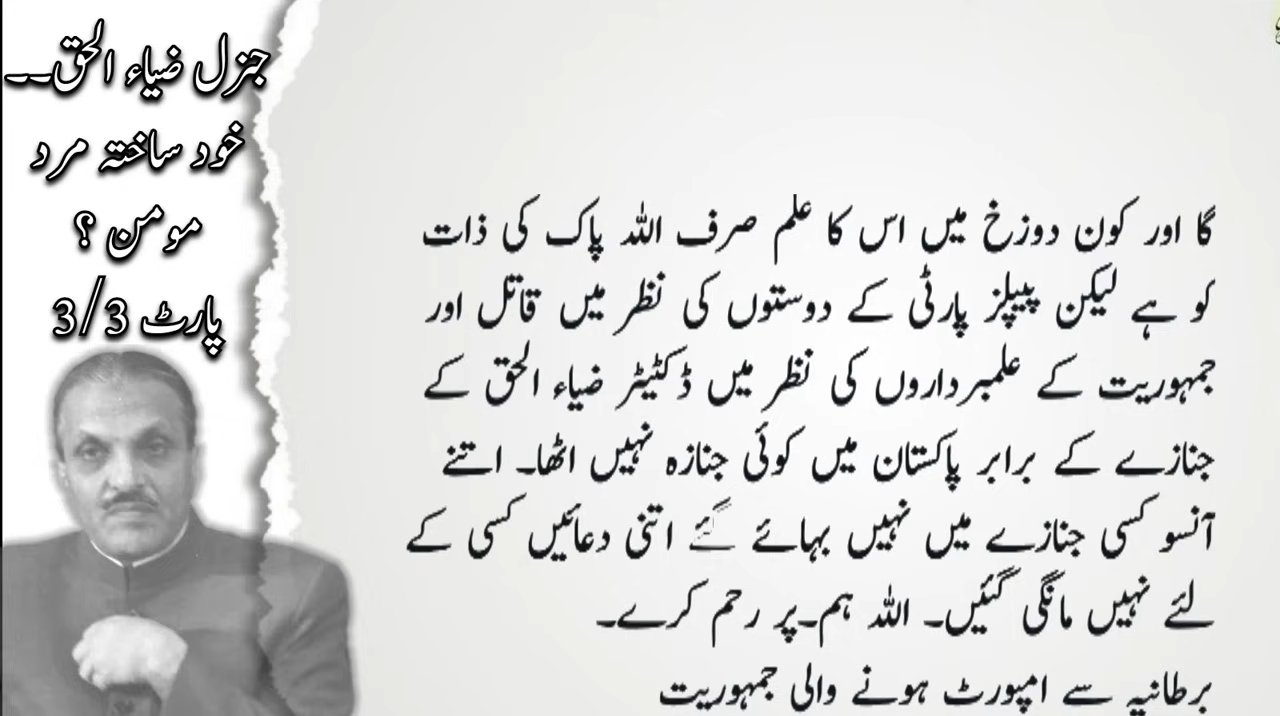 جنرل ضیاء الحق۔۔
خود ساختہ مرد
مومن ؟
پارٹ 3/3
گا اور کون دوزخ میں اس کا علم صرف اللہ پاک کی ذات
کو ہے لیکن پیپلز پارٹی کے دوستوں کی نظر میں قاتل اور
جمہوریت کے علمبرداروں کی نظر میں ڈکٹیٹر ضیاء الحق کے
جنازے کے برابر پاکستان میں کوئی جنازہ نہیں اٹھا۔ اتنے
آنسو کسی جنازے میں نہیں بہائے گئے اتنی دعائیں کسی کے
لئے نہیں مانگی گئیں۔ اللہ ہم۔پر رحم کرے۔
برطانیہ سے امپورٹ ہونے والی جمہوریت